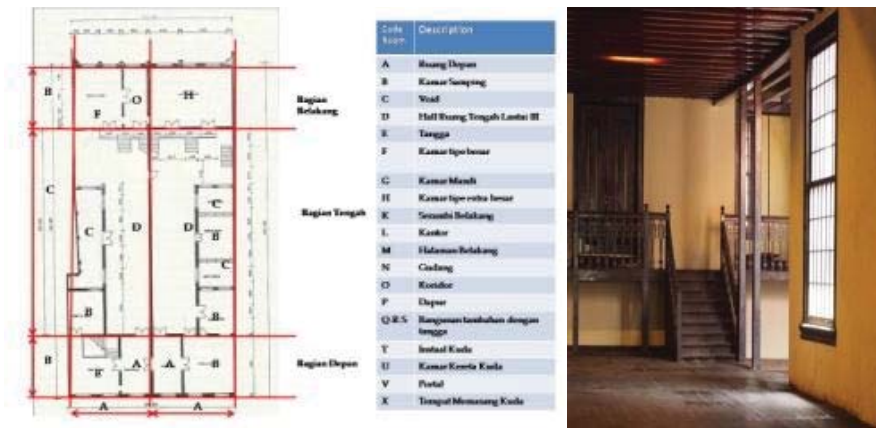 B
O
H
F
Bagian
Belakang
C
C
D
D
C
B
C
B
B
Bagian Tengah
B
E
A
A
B
Bagian Depan
A
A
Code
Room
Description
A Ruang Depan
B Kamar Samping
C Void
D Hall Ruang Tengah Lantai III
E Tangga
F Kamar tipe besar
G Kamar Mandi
H Kamar tipe extra besar
K Serambi Belakang
L Kantor
M Halaman Belakang
N Gudang
O Koridor
P Dapur
Q.R.S Bangunan tambahan dengan
tangga
T Instal Kuda
U Kamar Kereta Kuda
V Portal
X Tempat Memasang Kuda